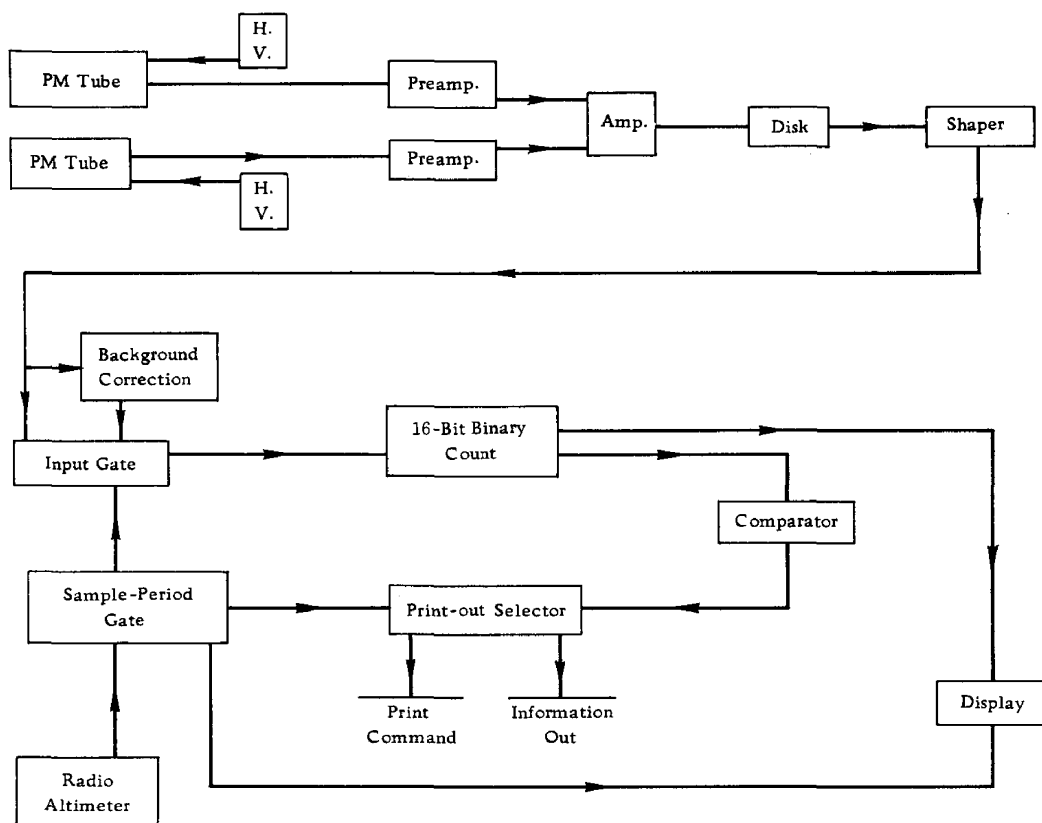 H.
V.
PM Tube
Preamp.
Amp.
Disk
Shaper
PM Tube
Preamp.
H.
V.
Background
Correction
Input Gate
16-Bit Binary
Count
Comparator
Sample-Period
Gate
Print-out Selector
Print
Command
Information
Out
Display
Radio
Altimeter